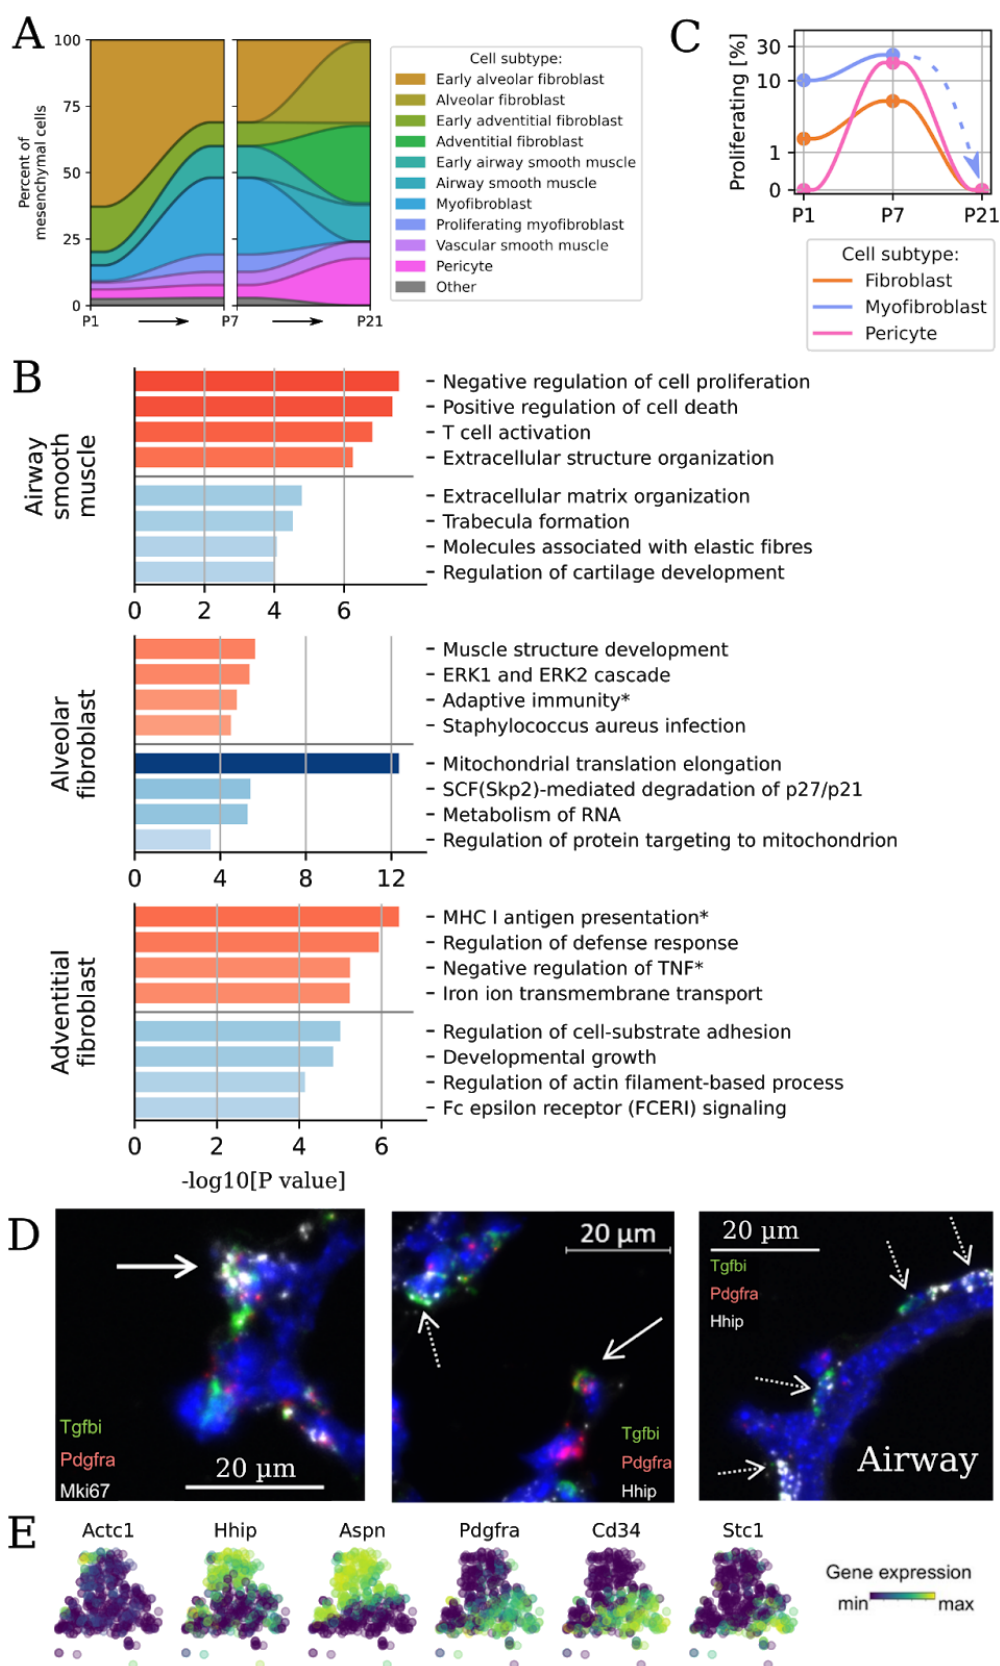 A
100
75
50
25
0
Percent of
mesenchymal cells
P1
P7
P21
Cell subtype:
Early alveolar fibroblast
Alveolar fibroblast
Early adventitial fibroblast
Adventitial fibroblast
Early airway smooth muscle
Airway smooth muscle
Myofibroblast
Proliferating myofibroblast
Vascular smooth muscle
Pericyte
Other
C
Proliferating [%]
30
10
1
0
P1
P7
P21
Cell subtype:
Fibroblast
Myofibroblast
Pericyte
B
Airway
smooth
muscle
Negative regulation of cell proliferation
Positive regulation of cell death
T cell activation
Extracellular structure organization
Extracellular matrix organization
Trabecula formation
Molecules associated with elastic fibres
Regulation of cartilage development
0 2 4 6
Alveolar
fibroblast
Muscle structure development
ERK1 and ERK2 cascade
Adaptive immunity*
Staphylococcus aureus infection
Mitochondrial translation elongation
SCF(Skp2)-mediated degradation of p27/p21
Metabolism of RNA
Regulation of protein targeting to mitochondrion
0 4 8 12
Adventitial
fibroblast
MHC I antigen presentation*
Regulation of defense response
Negative regulation of TNF*
Iron ion transmembrane transport
Regulation of cell-substrate adhesion
Developmental growth
Regulation of actin filament-based process
Fc epsilon receptor (FCERI) signaling
0 2 4 6
-log10[P value]
D
Tgfbi
Pdgfra
Mki67
20 µm
20 µm
Tgfbi
Pdgfra
Hhip
20 µm
Tgfbi
Pdgfra
Hhip
Airway
E
Actc1
Hhip
Aspn
Pdgfra
Cd34
Stc1
Gene expression
min
max